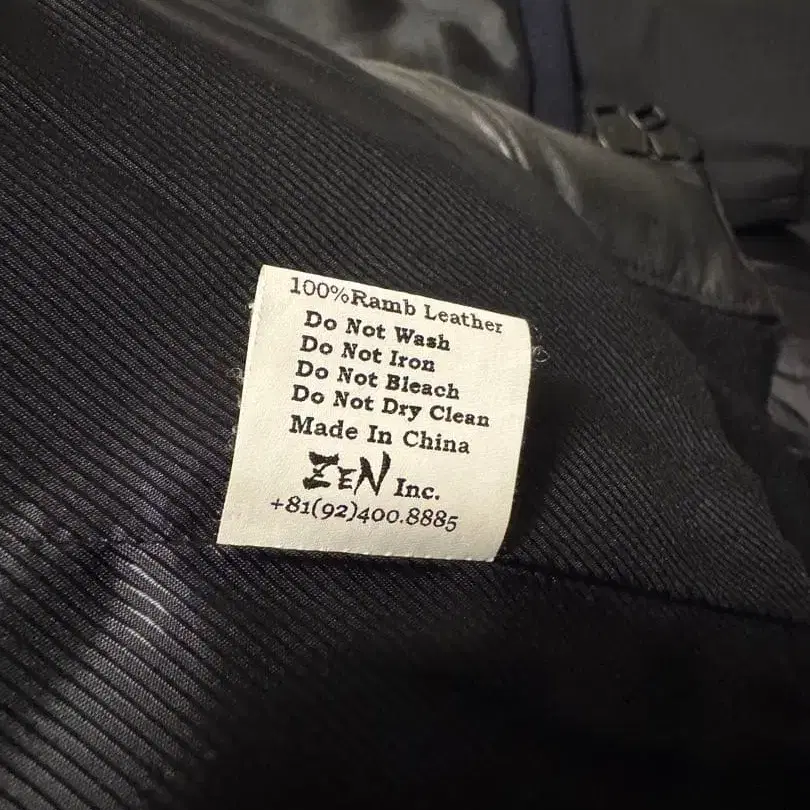 100%Ramb Leather
Do Not Wash
Do Not Iron
Do Not Bleach
Do Not Dry Clean
Made In China
ZEN Inc.
+81(92)400.8885